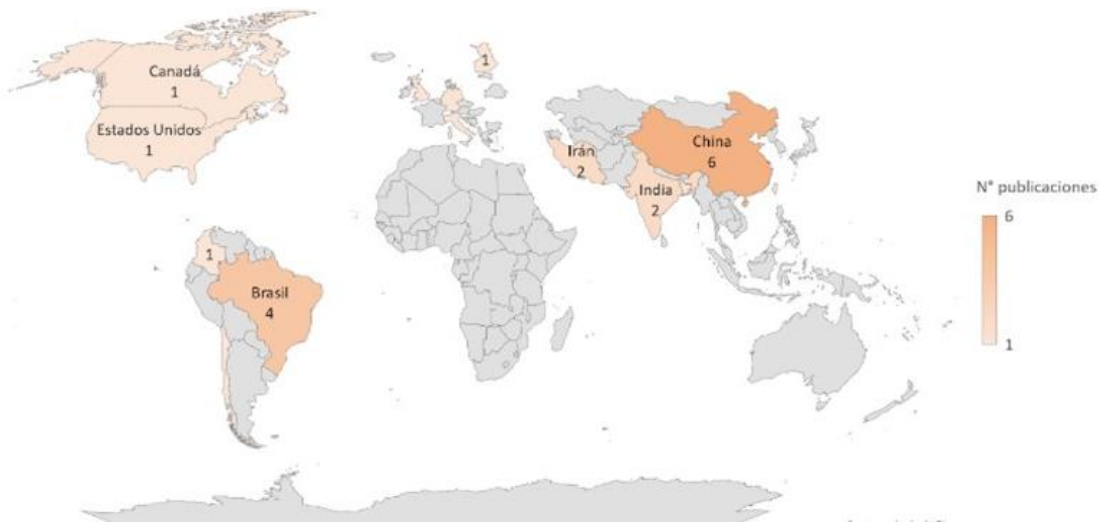 Canadá
1
Estados Unidos
1
1
Irán
2
China
6
India
2
1
Brasil
4
N° publicaciones
6
1